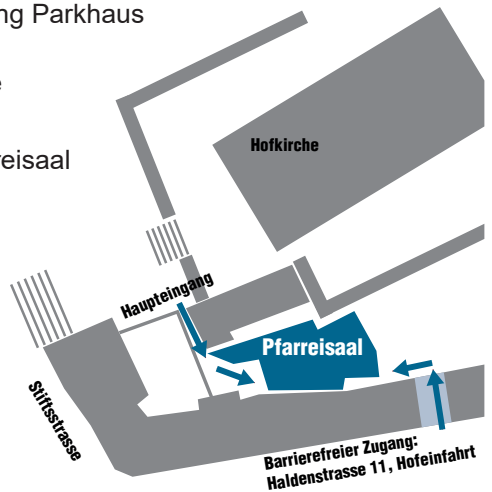 ng Parkhaus
e
reisaal
Hofkirche
Haupteingang
Pfarreisaal
Stiftsstrasse
Barrierefreier Zugang:
Haldenstrasse 11, Hofeinfahrt